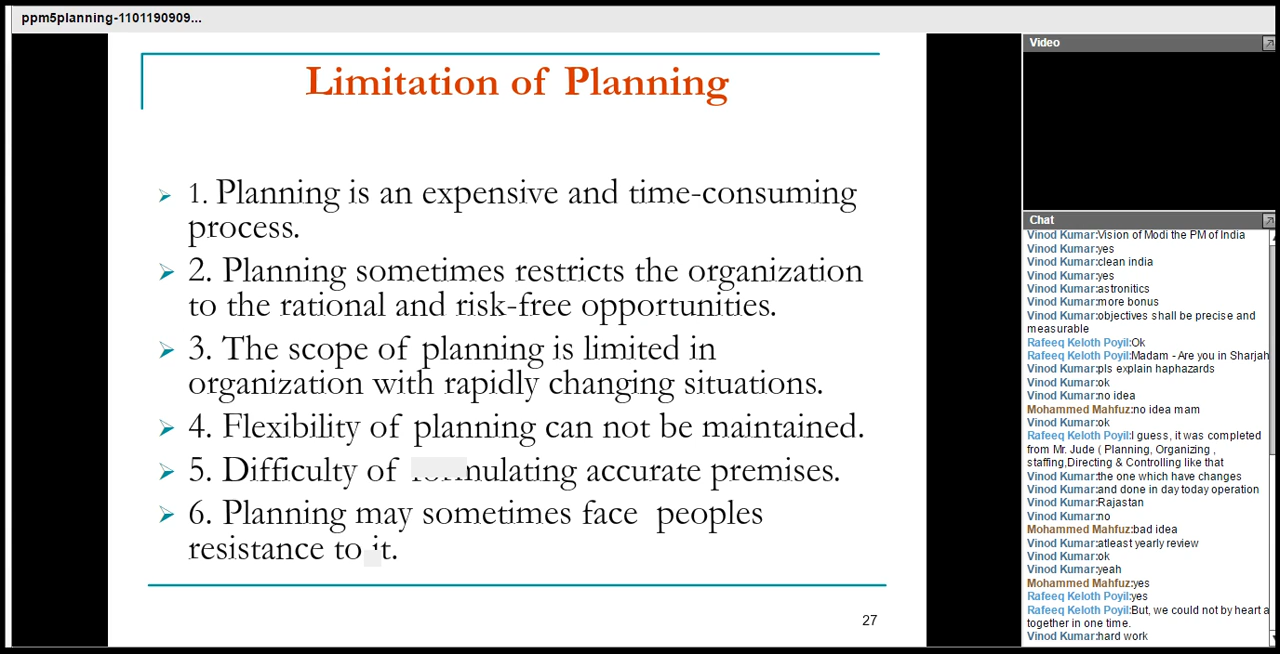 ppm5planning-1101190909...
Limitation of Planning
1. Planning is an expensive and time-consuming
process.
2. Planning sometimes restricts the organization
to the rational and risk-free opportunities.
3. The scope of planning is limited in
organization with rapidly changing situations.
4. Flexibility of planning can not be maintained.
5. Difficulty of mulating accurate premises.
6. Planning may sometimes face peoples
resistance to it.
27
Video
Chat
Vinod Kumar:Vision of Modi the PM of India
Vinod Kumar:yes
Vinod Kumar:clean india
Vinod Kumar:yes
Vinod Kumar:astronitics
Vinod Kumar:more bonus
Vinod Kumar:objectives shall be precise and
measurable
Rafeeq Keloth Poyil:Ok
Rafeeq Keloth Poyil:Madam - Are you in Sharjah
Vinod Kumar:pls explain haphazards
Vinod Kumar:ok
Vinod Kumar:no idea
Mohammed Mahfuz:no idea mam
Vinod Kumar:ok
Rafeeq Keloth Poyil:I guess, it was completed
from Mr. Jude ( Planning, Organizing ,
staffing,Directing & Controlling like that
Vinod Kumar:the one which have changes
Vinod Kumar:and done in day today operation
Vinod Kumar:Rajastan
Vinod Kumar:no
Mohammed Mahfuz:bad idea
Vinod Kumar:atleast yearly review
Vinod Kumar:ok
Vinod Kumar:yeah
Mohammed Mahfuz:yes
Rafeeq Keloth Poyil:yes
Rafeeq Keloth Poyil:But, we could not by heart a
together in one time.
Vinod Kumar:hard work